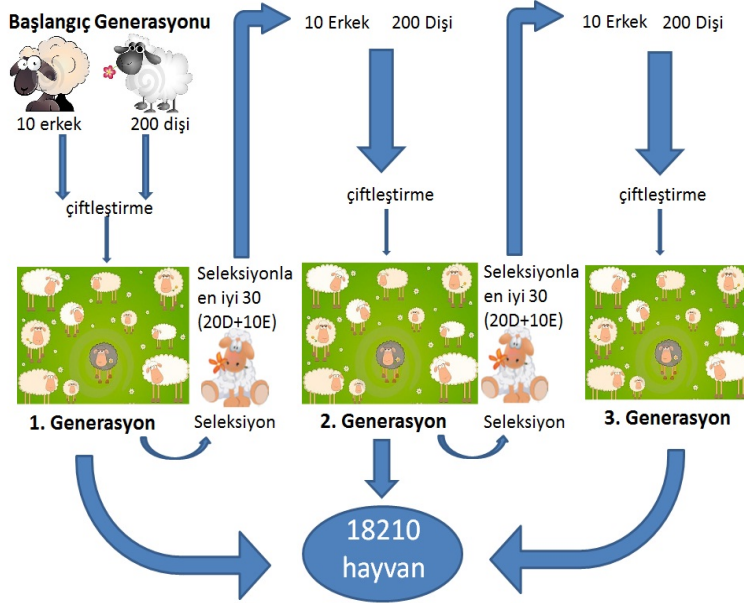 Başlangıç Generasyonu
10 erkek
200 dişi
çiftleştirme
1. Generasyon
Seleksiyonla
en iyi 30
(20D+10E)
Seleksiyon
10 Erkek
200 Dişi
çiftleştirme
2. Generasyon
Seleksiyonla
en iyi 30
(20D+10E)
Seleksiyon
10 Erkek
200 Dişi
çiftleştirme
3. Generasyon
18210
hayvan